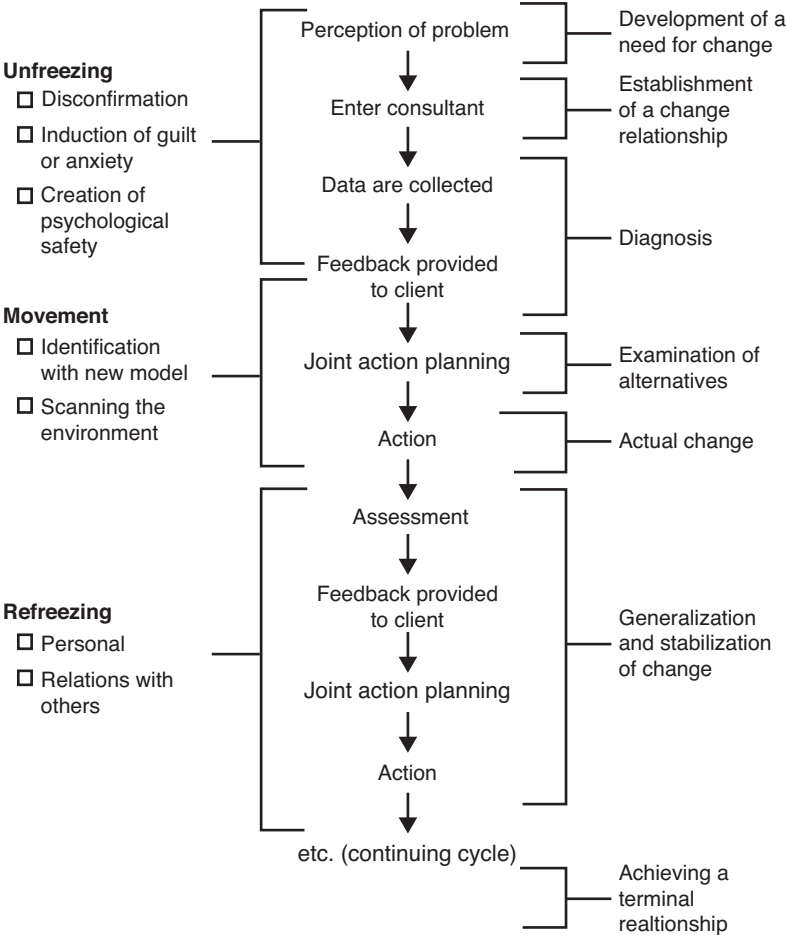 Unfreezing
Disconfirmation
Induction of guilt
or anxiety
Creation of
psychological
safety
Movement
Identification
with new model
Scanning the
environment
Refreezing
Personal
Relations with
others
Perception of problem
Enter consultant
Data are collected
Feedback provided
to client
Joint action planning
Action
Assessment
Feedback provided
to client
Joint action planning
Action
etc. (continuing cycle)
Development of a
need for change
Establishment
of a change
relationship
Diagnosis
Examination of
alternatives
Actual change
Generalization
and stabilization
of change
Achieving a
terminal
realtionship